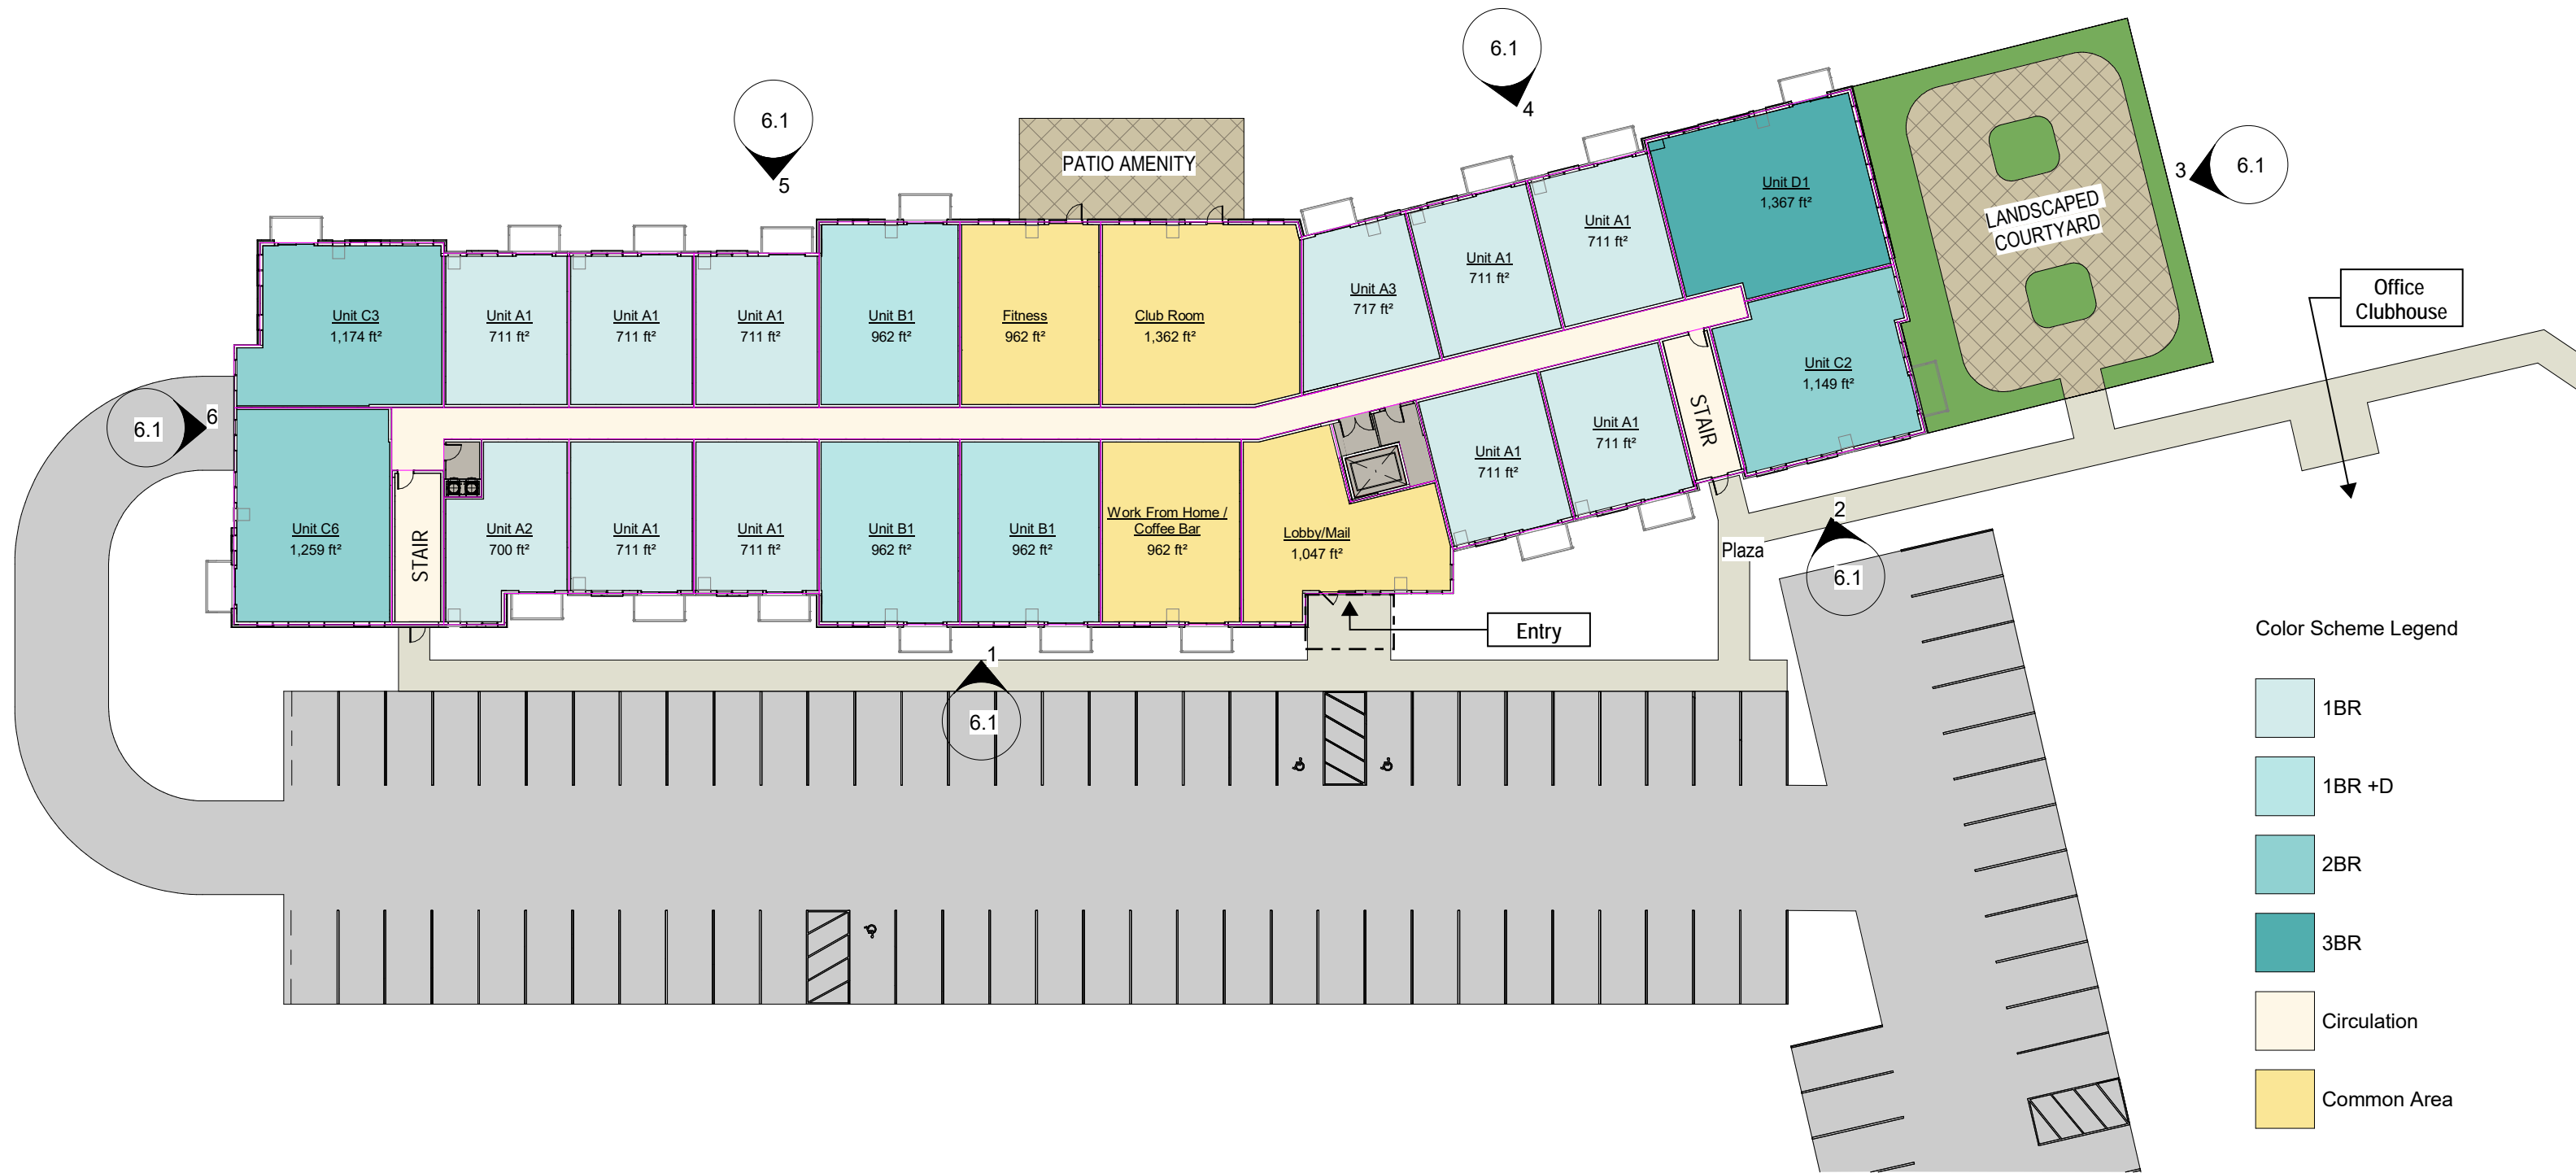 6.1
4
6.1
5
PATIO AMENITY
3
6.1
LANDSCAPED
COURTYARD
Office
Clubhouse
Unit D1
1,367 ft²
Unit A1
711 ft²
Unit A1
711 ft²
Unit A3
717 ft²
Unit C3
1,174 ft²
Unit A1
711 ft²
Unit A1
711 ft²
Unit A1
711 ft²
Unit B1
962 ft²
Fitness
962 ft²
Club Room
1,362 ft²
Unit C2
1,149 ft²
STAIR
6.1
6
Unit A1
711 ft²
Unit A1
711 ft²
Unit C6
1,259 ft²
STAIR
Unit A2
700 ft²
Unit A1
711 ft²
Unit A1
711 ft²
Unit B1
962 ft²
Unit B1
962 ft²
Work From Home /
Coffee Bar
962 ft²
Lobby/Mail
1,047 ft²
Plaza
2
6.1
Entry
1
6.1
Color Scheme Legend
1BR
1BR +D
2BR
3BR
Circulation
Common Area